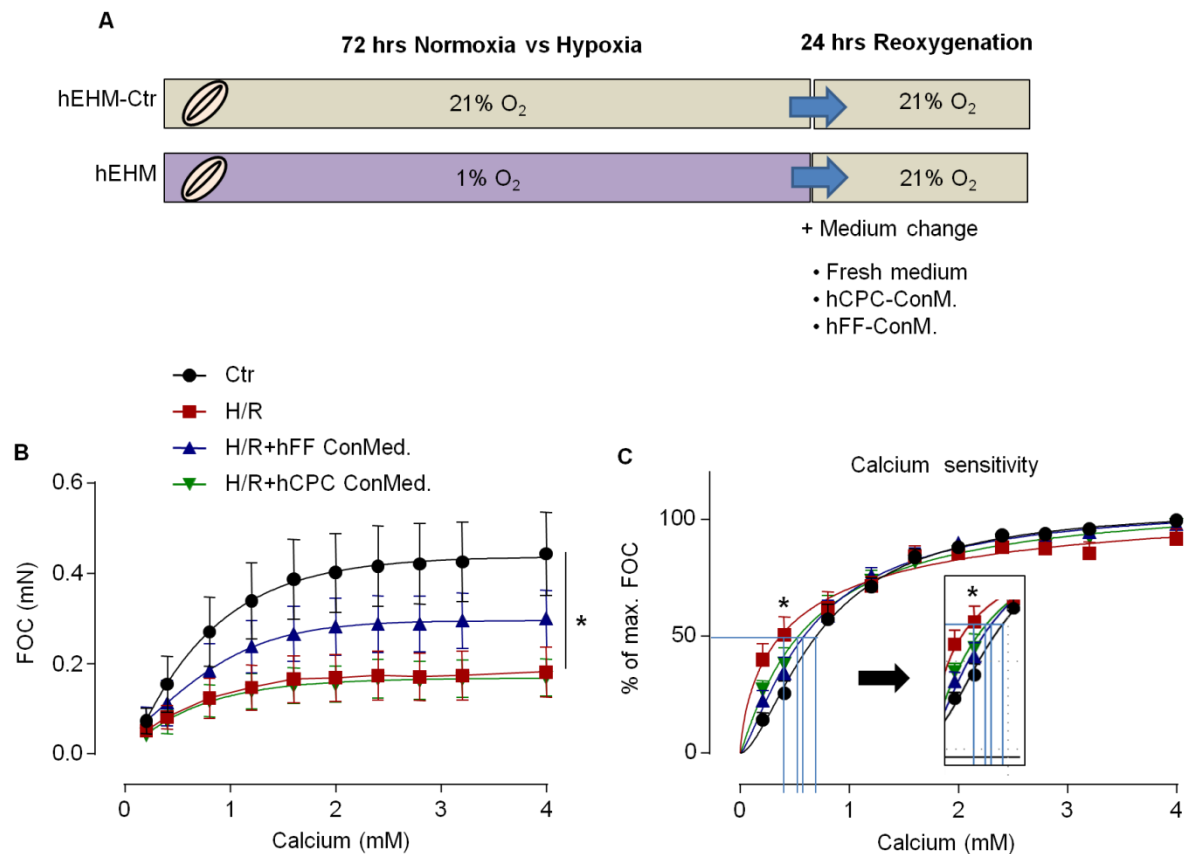 A
72 hrs Normoxia vs Hypoxia
24 hrs Reoxygenation
hEHM-Ctr
21% O₂
21% O₂
hEHM
1% O₂
21% O₂
+ Medium change
• Fresh medium
• hCPC-ConM.
• hFF-ConM.
Ctr
H/R
H/R+hFF ConMed.
H/R+hCPC ConMed.
B
0.6
0.4
0.2
0.0
FOC (mN)
*
0
1
2
3
4
Calcium (mM)
C
Calcium sensitivity
100
50
0
% of max. FOC
*
*
0
1
2
3
4
Calcium (mM)